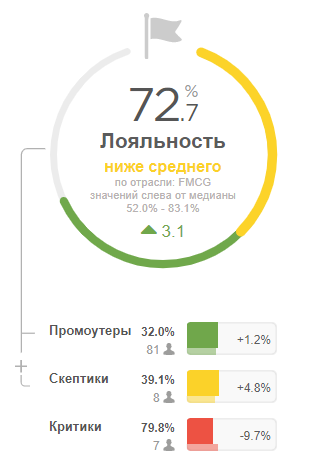 72.7 %
Лояльность
ниже среднего
по отрасли: FMCG
значений слева от медианы
52.0% - 83.1%
3.1
Промоутеры 32.0% +1.2%
81
Скептики 39.1% +4.8%
8
Критики 79.8% -9.7%
7